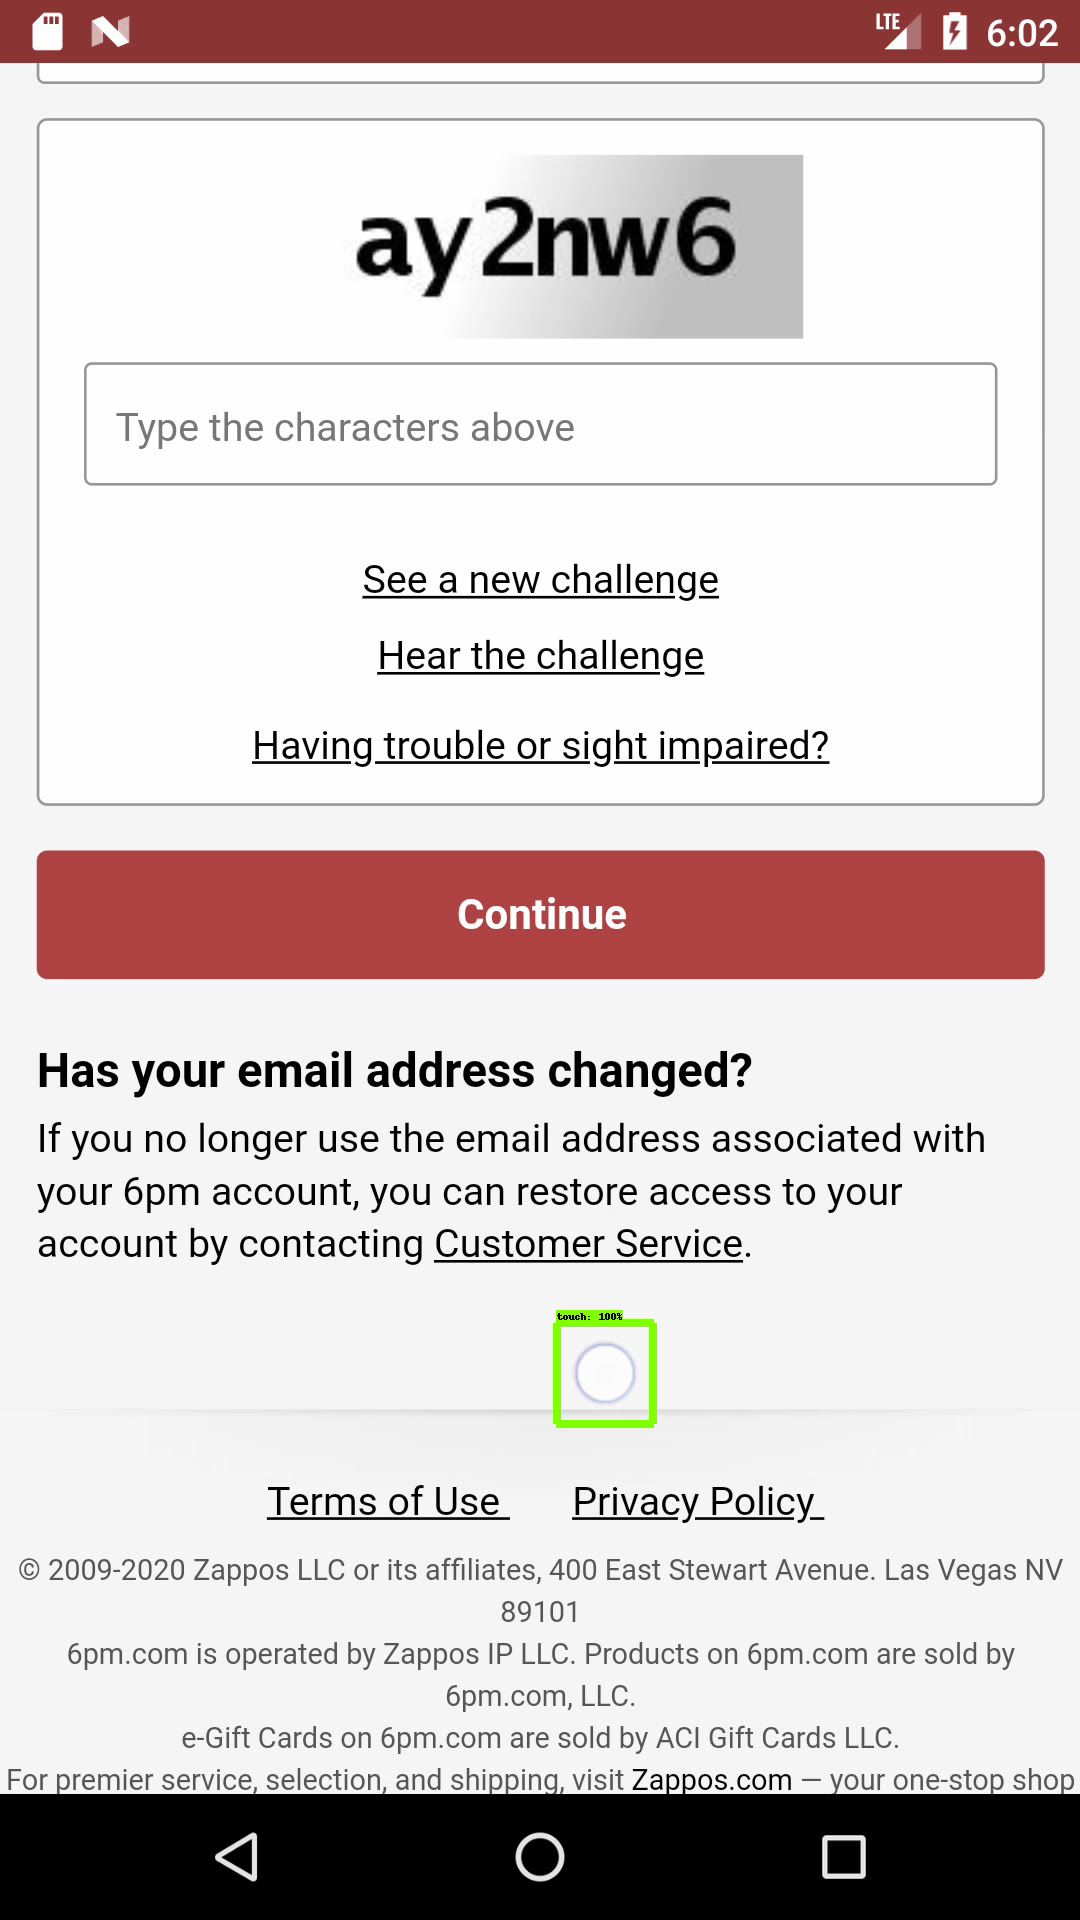 LTE 6:02
ay2nw6
Type the characters above
See a new challenge
Hear the challenge
Having trouble or sight impaired?
Continue
Has your email address changed?
If you no longer use the email address associated with
your 6pm account, you can restore access to your
account by contacting Customer Service.
touch: 100%
Terms of Use Privacy Policy
© 2009-2020 Zappos LLC or its affiliates, 400 East Stewart Avenue. Las Vegas NV
89101
6pm.com is operated by Zappos IP LLC. Products on 6pm.com are sold by
6pm.com, LLC.
e-Gift Cards on 6pm.com are sold by ACI Gift Cards LLC.
For premier service, selection, and shipping, visit Zappos.com — your one-stop shop